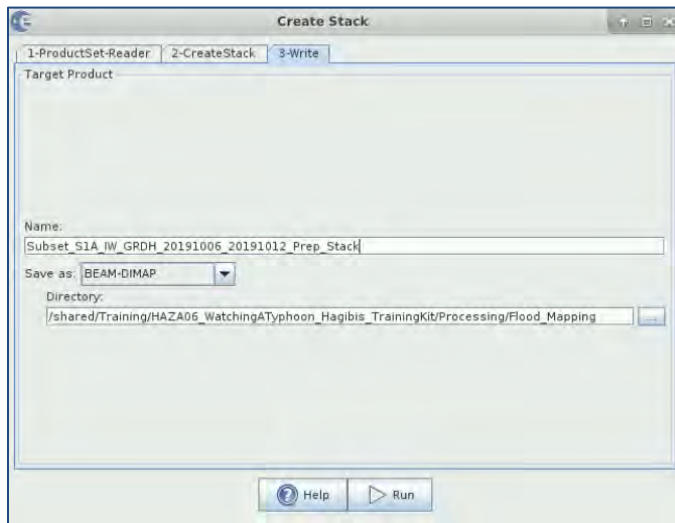 Create Stack
1-ProductSet-Reader 2-CreateStack 3-Write
Target Product
Name:
Subset_S1A_IW_GRDH_20191006_20191012_Prep_Stack
Save as: BEAM-DIMAP
Directory:
/shared/Training/HAZA06_WatchingATyphoon_Hagibis_TrainingKit/Processing/Flood_Mapping
...
Help Run